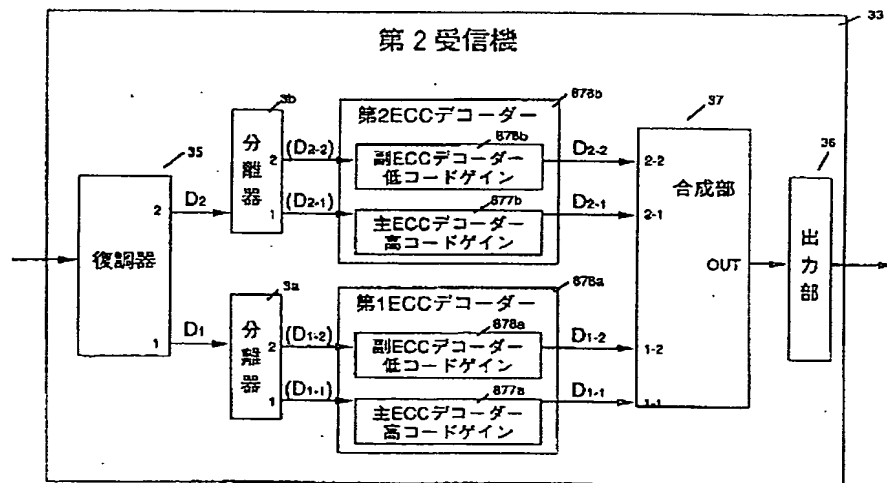 33
第2受信機
35
復調器
2
1
D2
D1
3b
分離器
2
1
(D2-2)
(D2-1)
3a
分離器
2
1
(D1-2)
(D1-1)
876b
第2ECCデコーダー
878b
副ECCデコーダー
低コードゲイン
877b
主ECCデコーダー
高コードゲイン
D2-2
D2-1
876a
第1ECCデコーダー
878a
副ECCデコーダー
低コードゲイン
877a
主ECCデコーダー
高コードゲイン
D1-2
D1-1
37
2-2
合成部
2-1
OUT
1-2
1-1
36
出力部